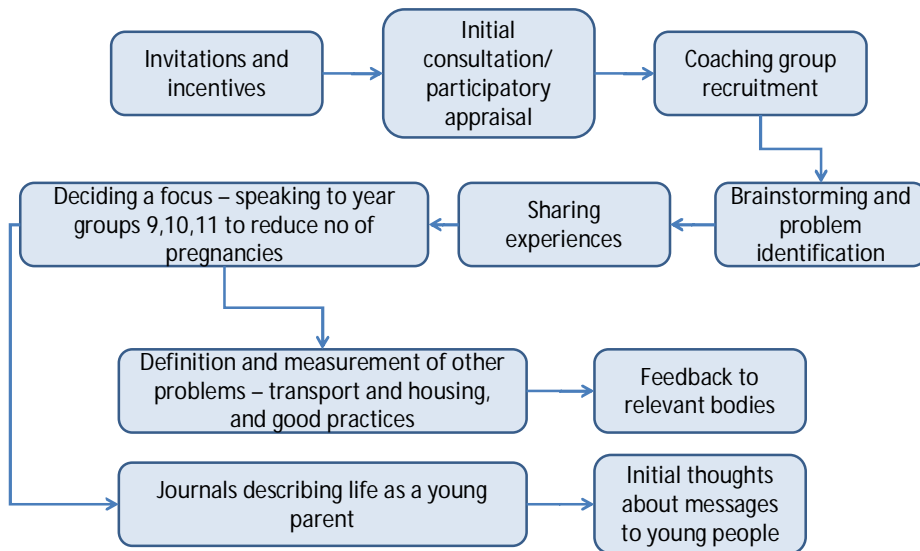 Invitations and
incentives
Initial
consultation/
participatory
appraisal
Coaching group
recruitment
Deciding a focus – speaking to year
groups 9,10,11 to reduce no of
pregnancies
Sharing
experiences
Brainstorming and
problem
identification
Definition and measurement of other
problems – transport and housing,
and good practices
Feedback to
relevant bodies
Journals describing life as a young
parent
Initial thoughts
about messages
to young people